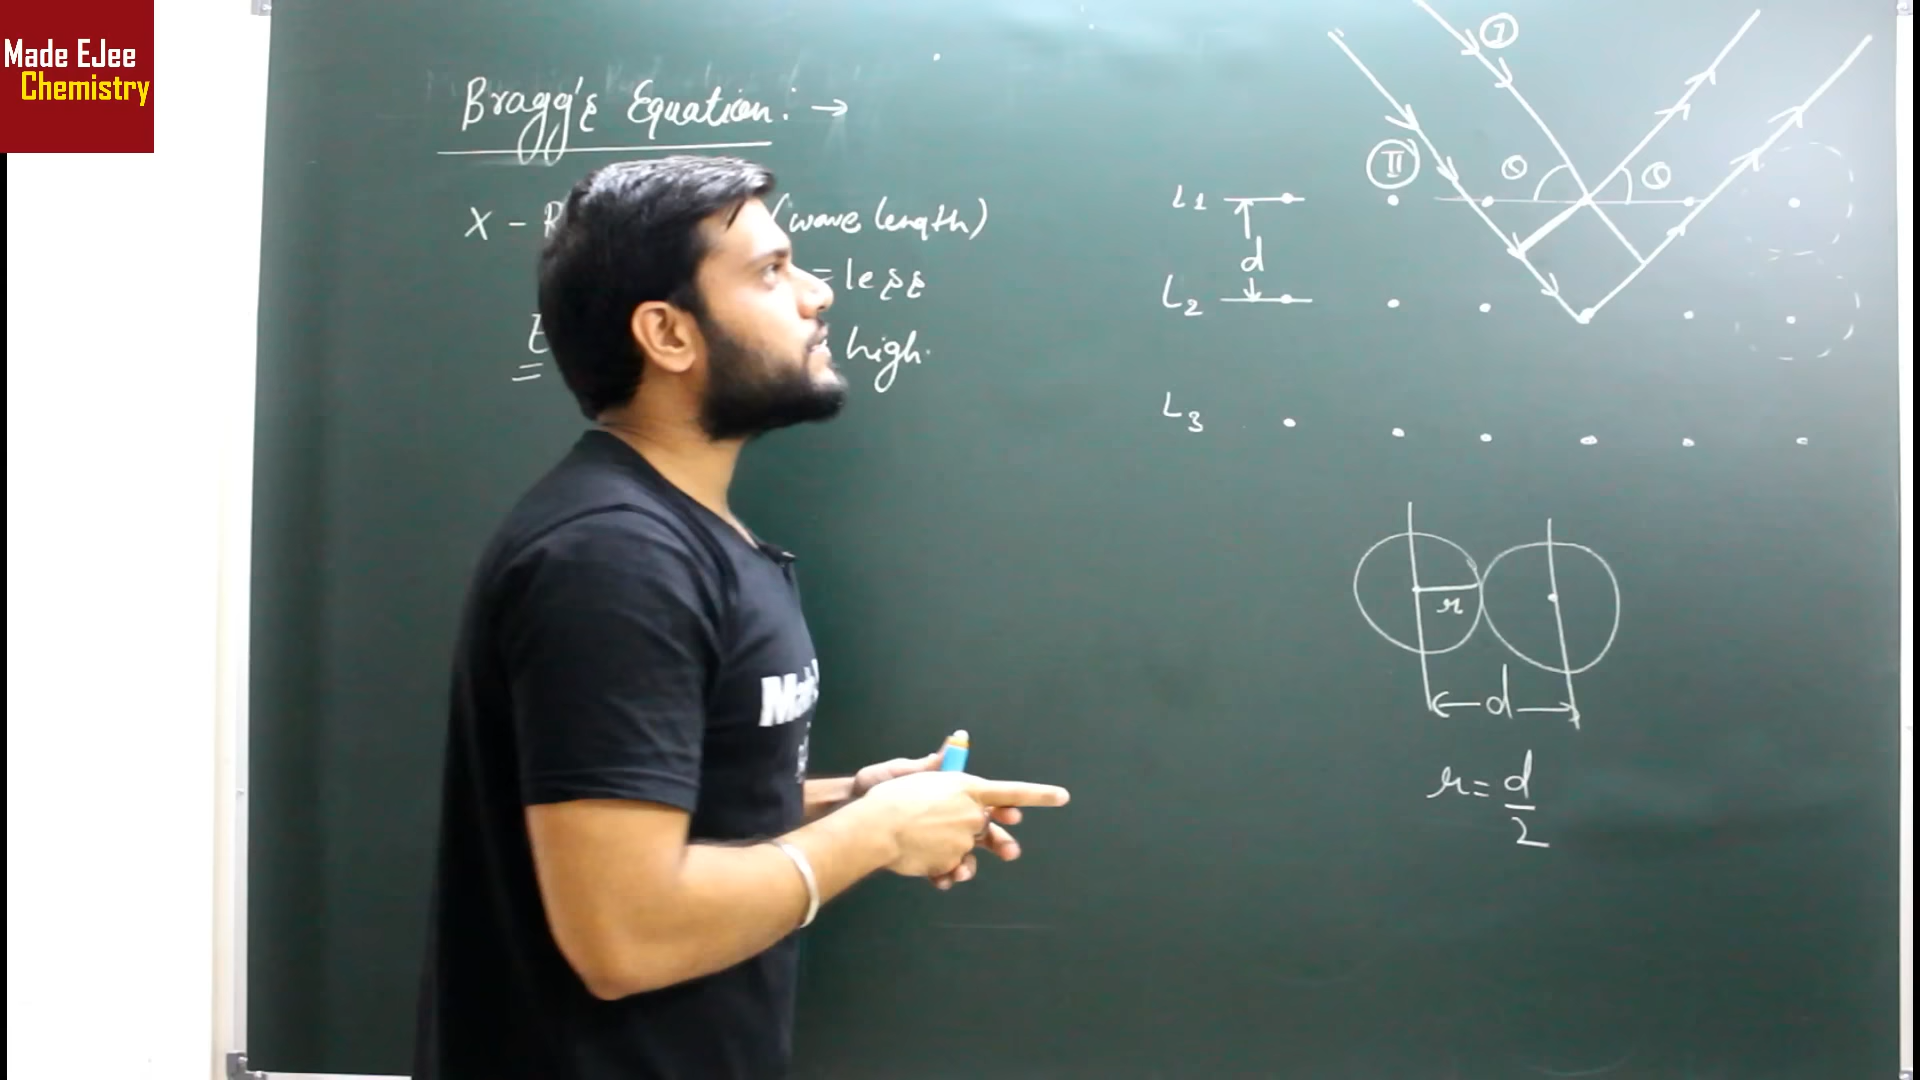 Made EJee
Chemistry
Bragg's Equation : →
X - (wave length)
= less
high.
I
II
θ θ
L1
d
L2
L3
r
d
r = d/2